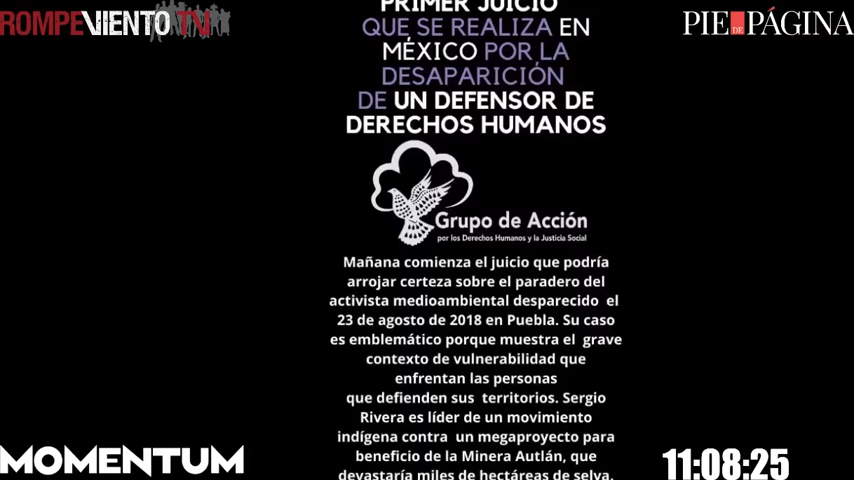 ROMPEVIENTO TV
PIE DE PÁGINA
PRIMER JUICIO
QUE SE REALIZA EN
MÉXICO POR LA
DESAPARICIÓN
DE UN DEFENSOR DE
DERECHOS HUMANOS
Grupo de Acción
por los Derechos Humanos y la Justicia Social
Mañana comienza el juicio que podría
arrojar certeza sobre el paradero del
activista medioambiental desparecido el
23 de agosto de 2018 en Puebla. Su caso
es emblemático porque muestra el grave
contexto de vulnerabilidad que
enfrentan las personas
que defienden sus territorios. Sergio
Rivera es líder de un movimiento
indígena contra un megaproyecto para
beneficio de la Minera Autlán, que
devastaría miles de hectáreas de selva.
MOMENTUM
11:08:25